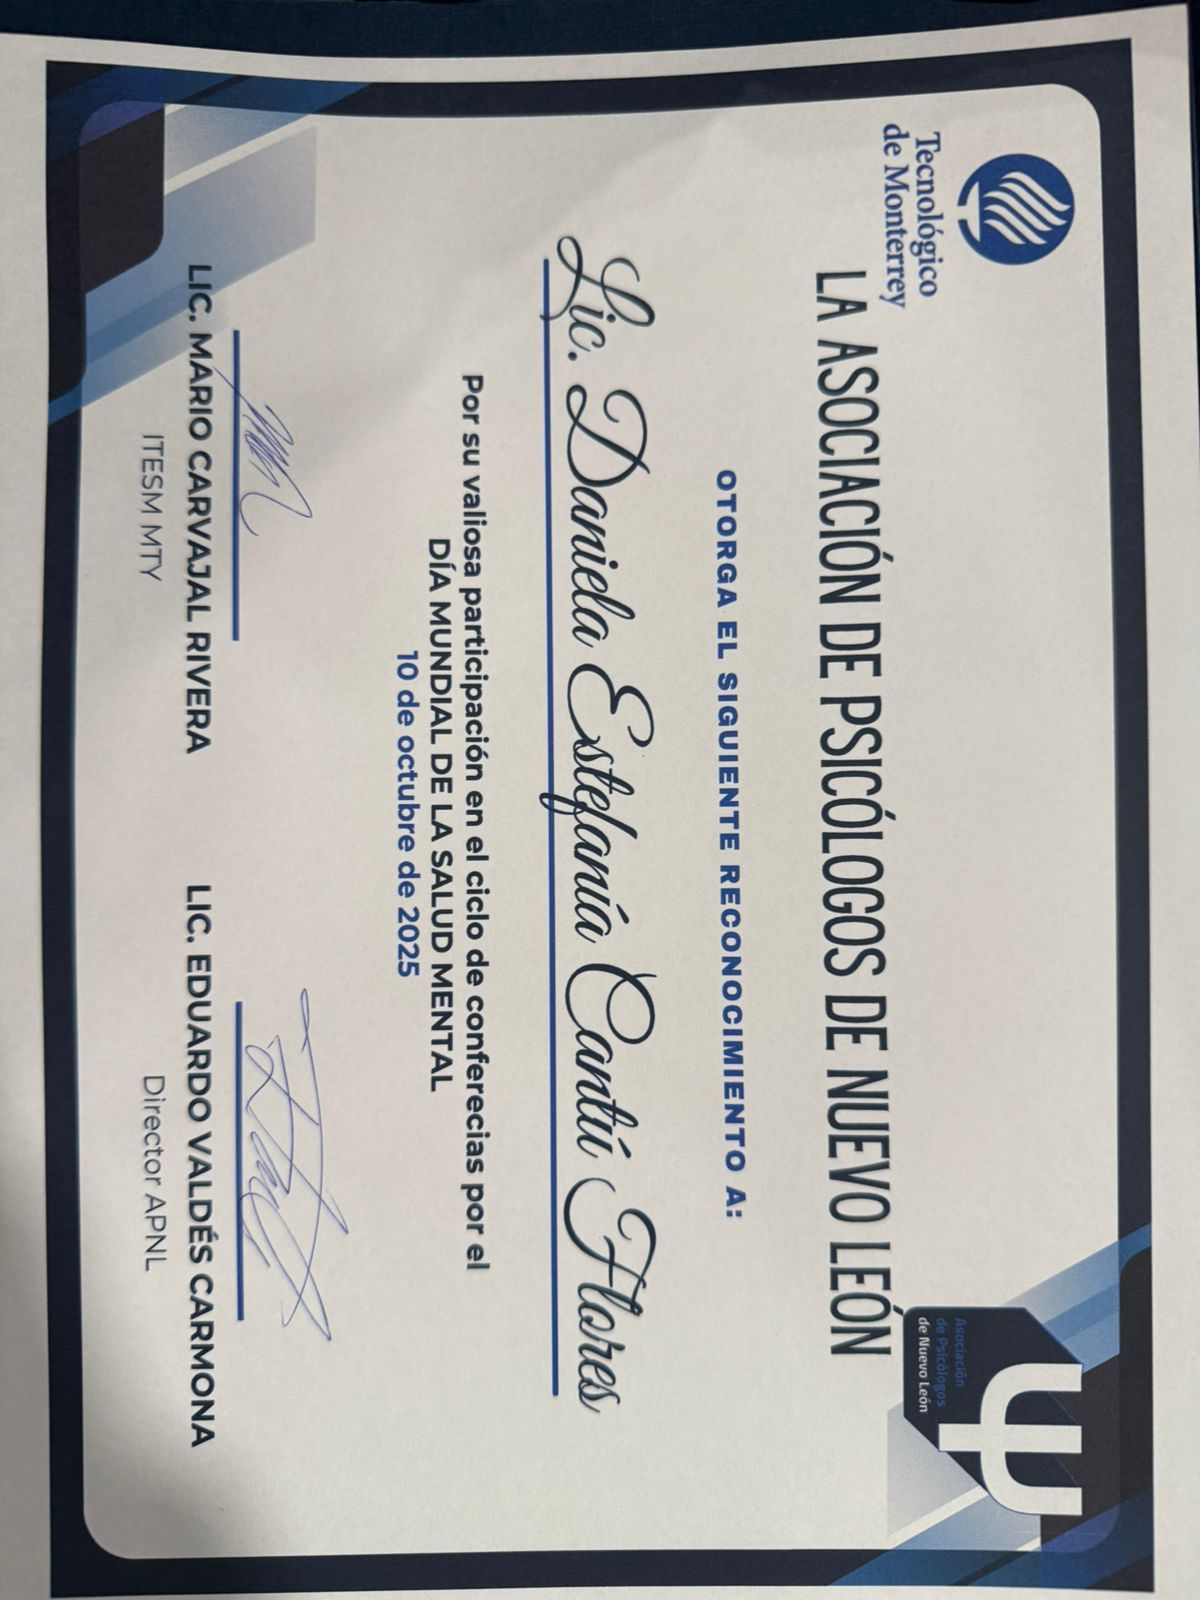 Tecnológico
de Monterrey
Asociación
de Psicólogos
de Nuevo León
LA ASOCIACIÓN DE PSICÓLOGOS DE NUEVO LEÓN
OTORGA EL SIGUIENTE RECONOCIMIENTO A:
Lic. Daniela Estefanía Cantú Flores
Por su valiosa participación en el ciclo de conferecias por el
DÍA MUNDIAL DE LA SALUD MENTAL
10 de octubre de 2025
LIC. MARIO CARVAJAL RIVERA
ITESM MTY
LIC. EDUARDO VALDÉS CARMONA
Director APNL